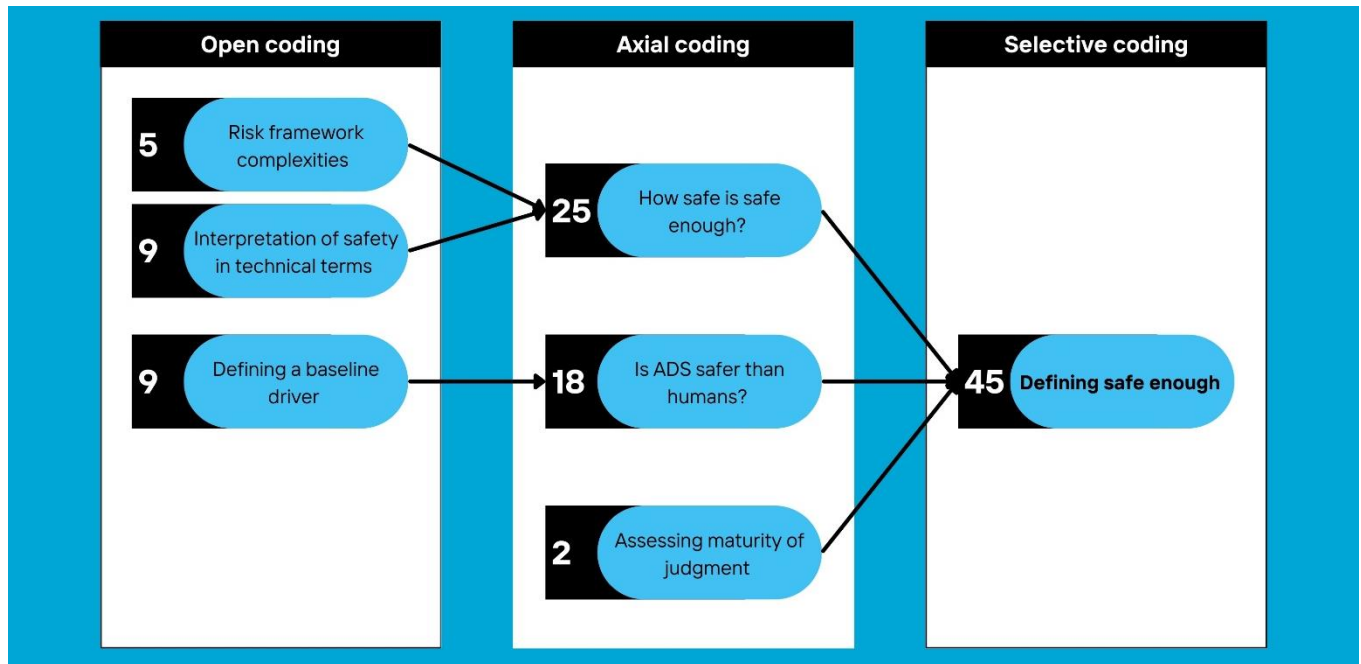 Open coding
5
Risk framework
complexities
9
Interpretation of safety
in technical terms
9
Defining a baseline
driver
Axial coding
25
How safe is safe
enough?
18
Is ADS safer than
humans?
2
Assessing maturity of
judgment
Selective coding
45
Defining safe enough